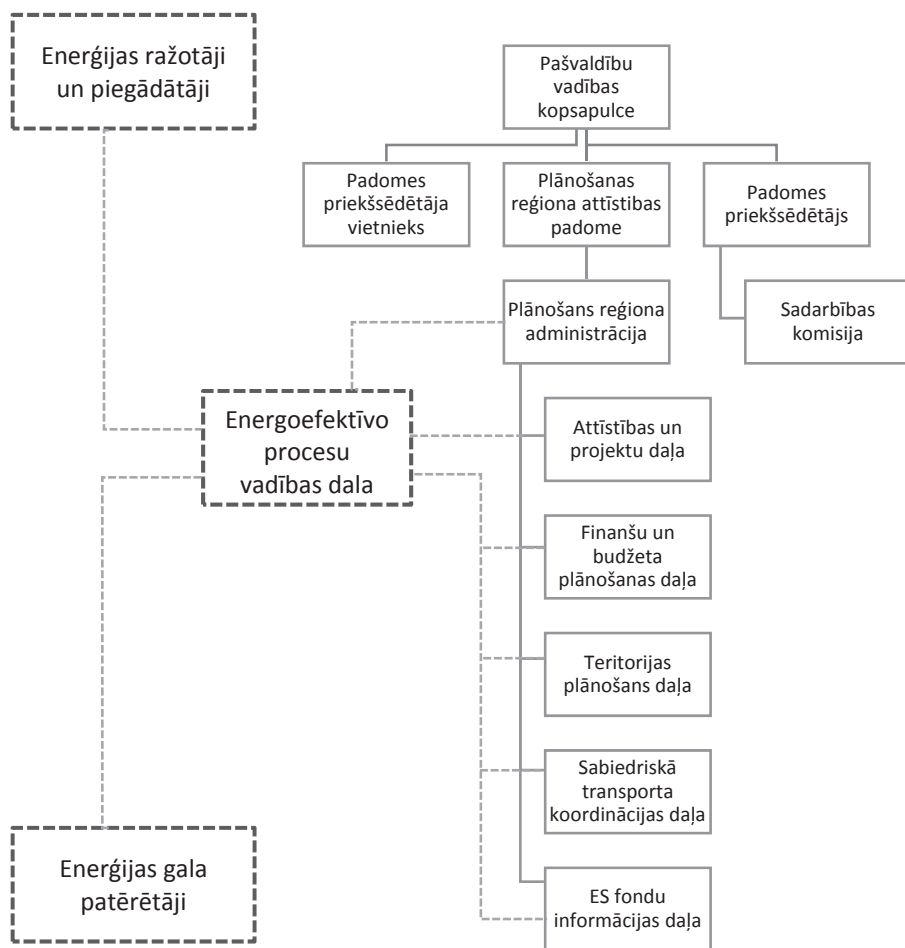 Enerģijas ražotāji
un piegādātāji
Pašvaldību
vadības
kopsapulce
Padomes
priekšsēdētāja
vietnieks
Plānošanas
reģiona attīstibas
padome
Padomes
priekšsēdētājs
Plānošans reģiona
administrācija
Sadarbības
komisija
Energoefektīvo
procesu
vadības dala
Attīstības un
projektu daļa
Finanšu un
budžeta
plānošanas daļa
Teritorijas
plānošans daļa
Sabiedriskā
transporta
koordinācijas daļa
Enerģijas gala
patērētāji
ES fondu
informācijas daļa